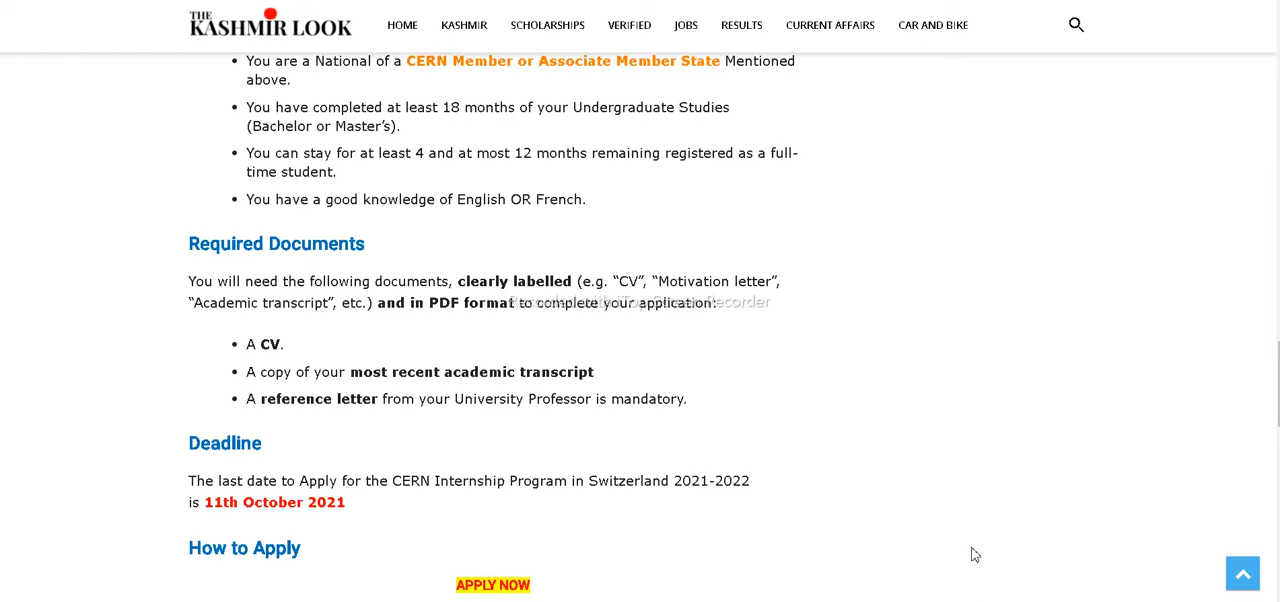 THE
KASHMIR LOOK
HOME KASHMIR SCHOLARSHIPS VERIFIED JOBS RESULTS CURRENT AFFAIRS CAR AND BIKE
• You are a National of a CERN Member or Associate Member State Mentioned
above.
• You have completed at least 18 months of your Undergraduate Studies
(Bachelor or Master’s).
• You can stay for at least 4 and at most 12 months remaining registered as a full-
time student.
• You have a good knowledge of English OR French.
Required Documents
You will need the following documents, clearly labelled (e.g. “CV”, “Motivation letter”,
“Academic transcript”, etc.) and in PDF format to complete your application:
Recorded with iTop Screen Recorder
• A CV.
• A copy of your most recent academic transcript
• A reference letter from your University Professor is mandatory.
Deadline
The last date to Apply for the CERN Internship Program in Switzerland 2021-2022
is 11th October 2021
How to Apply
APPLY NOW